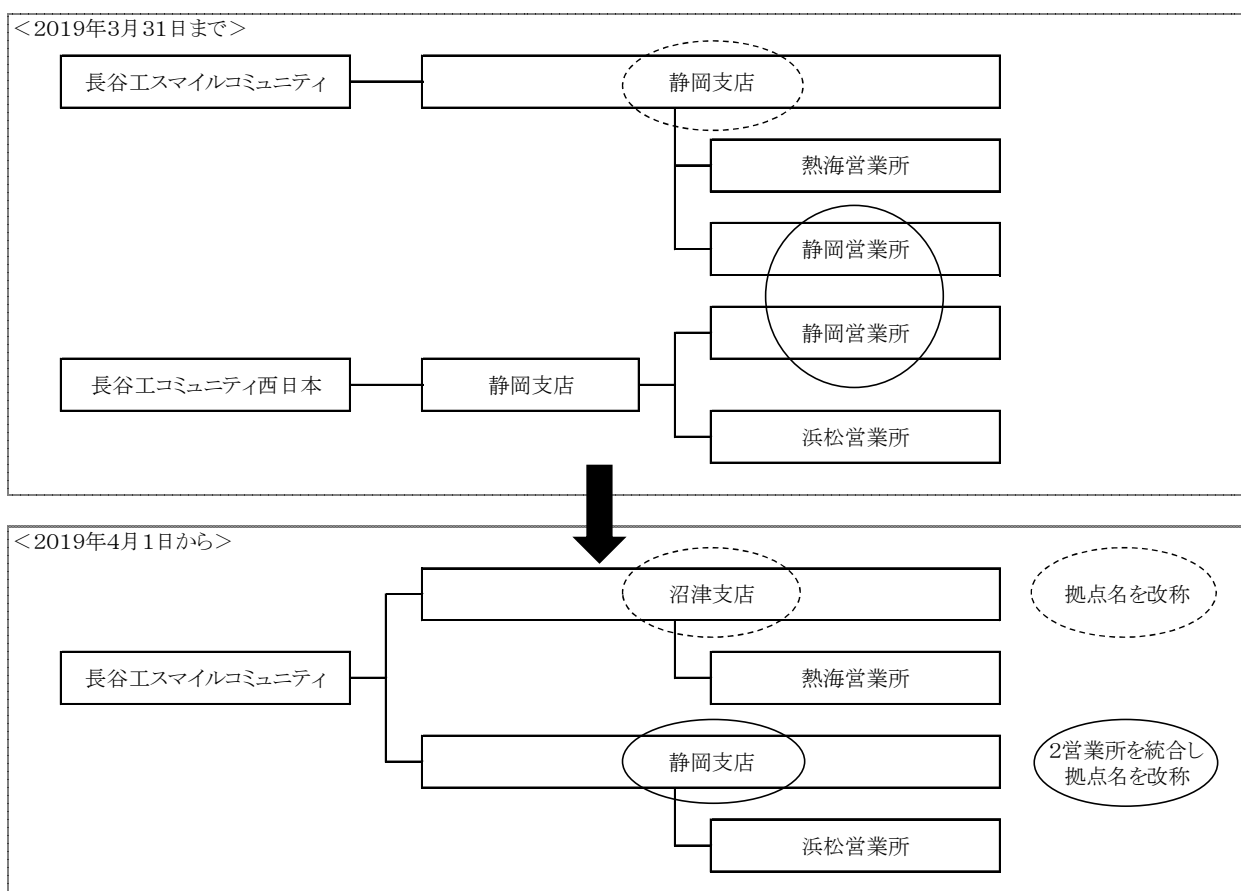 ＜2019年3月31日まで＞
長谷工スマイルコミュニティ
静岡支店
熱海営業所
静岡営業所
静岡営業所
長谷工コミュニティ西日本
静岡支店
浜松営業所
＜2019年4月1日から＞
沼津支店
拠点名を改称
長谷工スマイルコミュニティ
熱海営業所
静岡支店
2営業所を統合し
拠点名を改称
浜松営業所